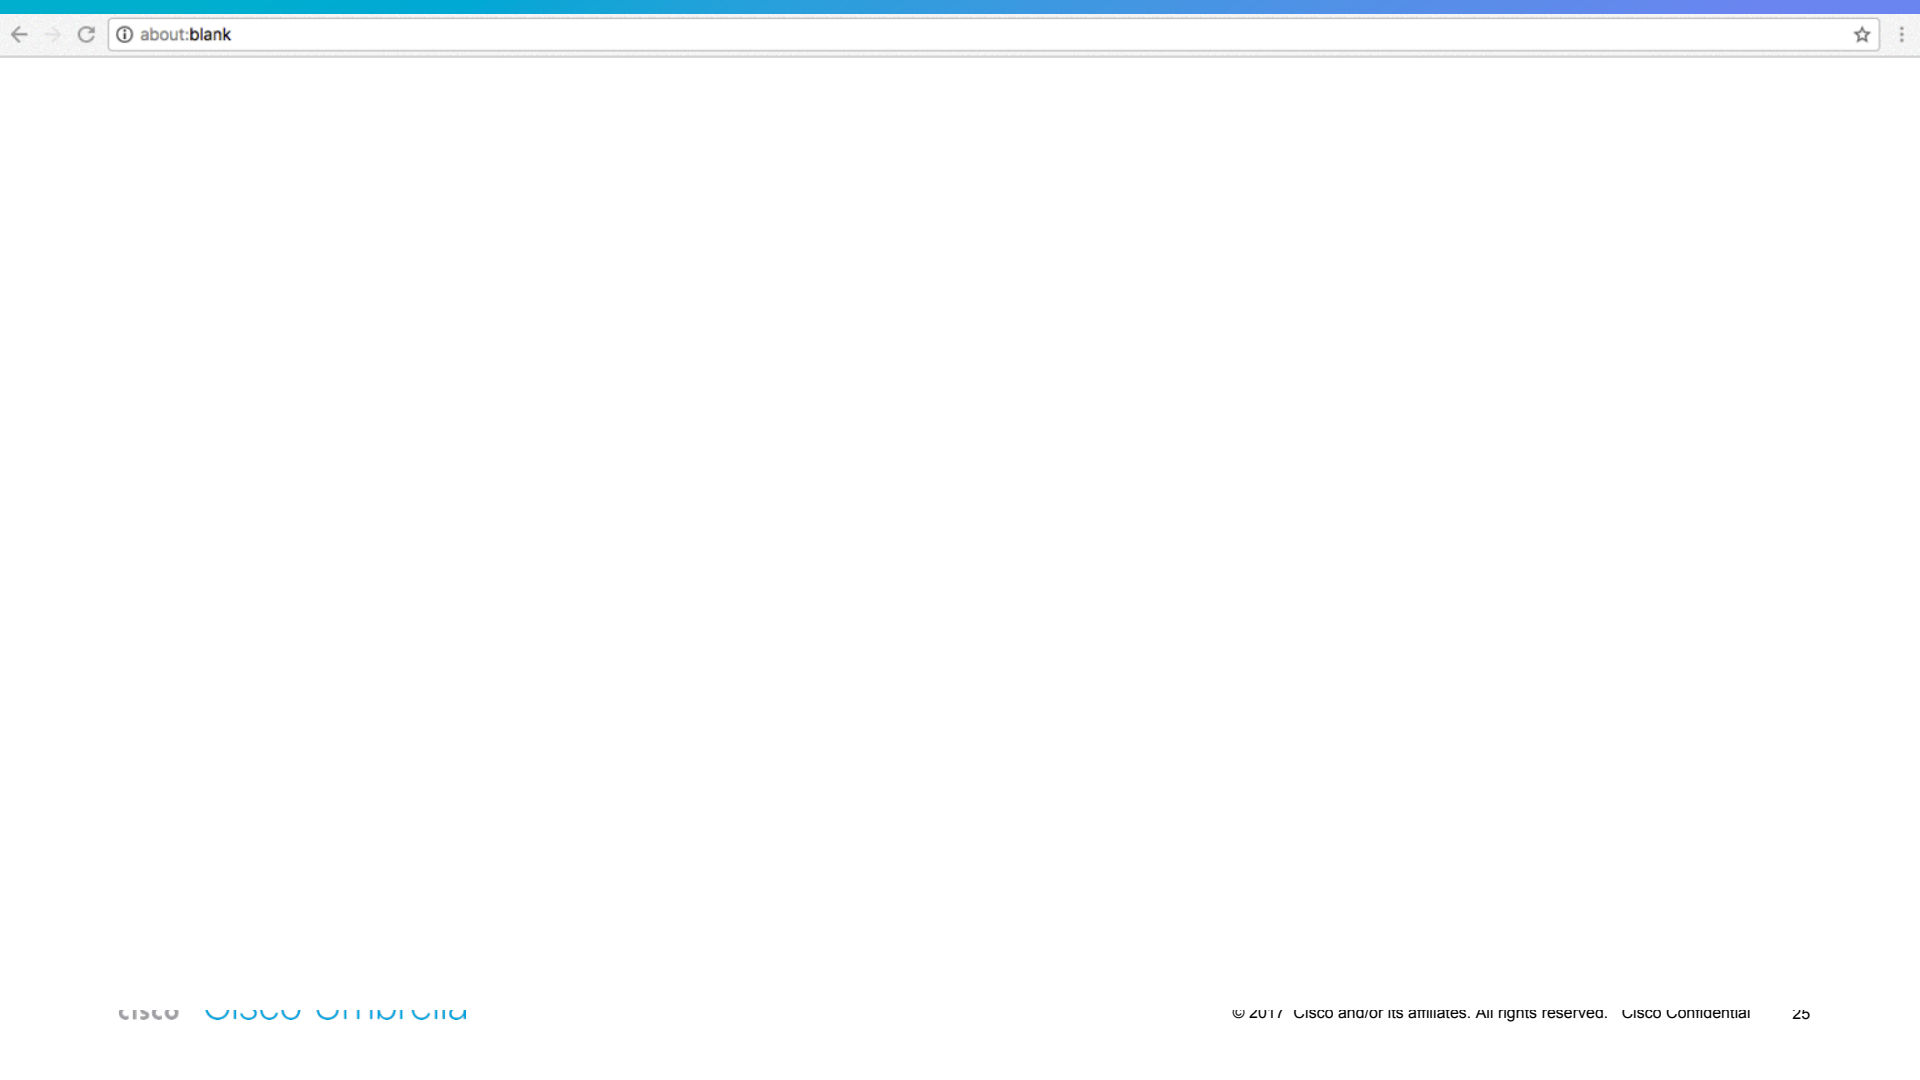 about:blank
cisco Cisco Umbrella
© 2017 Cisco and/or its affiliates. All rights reserved. Cisco Confidential 25